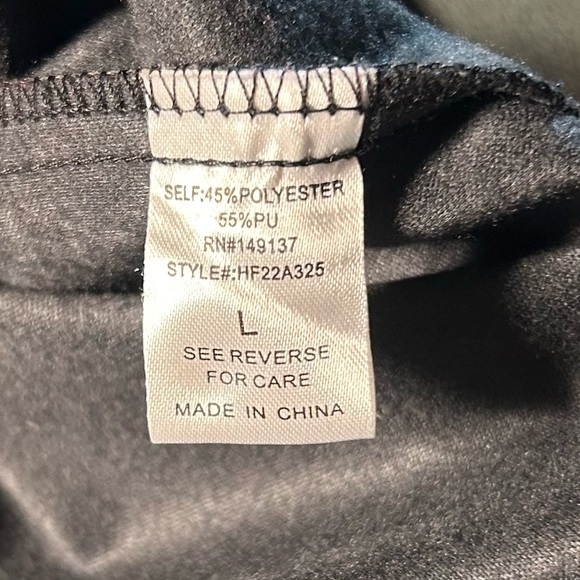 SELF:45%POLYESTER
55%PU
RN#149137
STYLE#:HF22A325
L
SEE REVERSE
FOR CARE
MADE IN CHINA